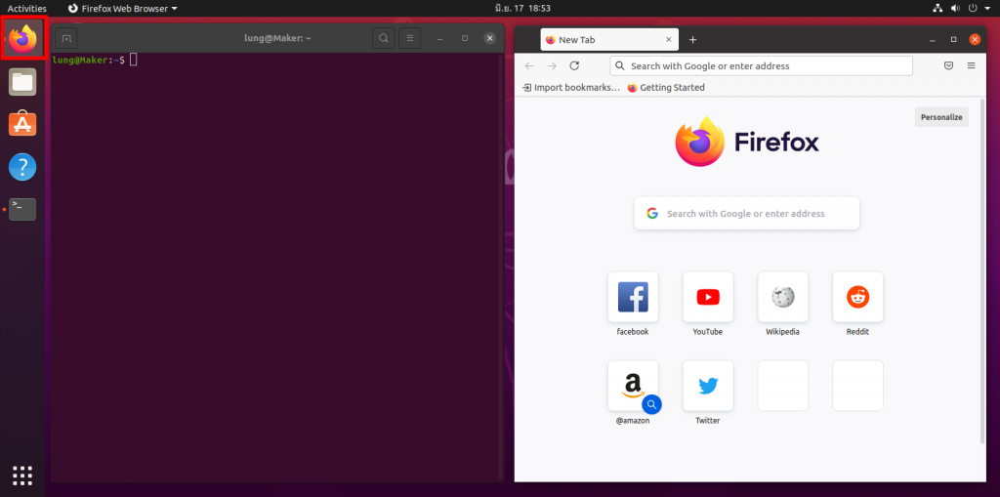 Activities
Firefox Web Browser
มิ.ย. 17 18:53
lung@Maker: ~
lung@Maker:~$
>_
New Tab
Search with Google or enter address
Import bookmarks…
Getting Started
Personalize
Firefox
Search with Google or enter address
facebook
YouTube
Wikipedia
Reddit
@amazon
Twitter